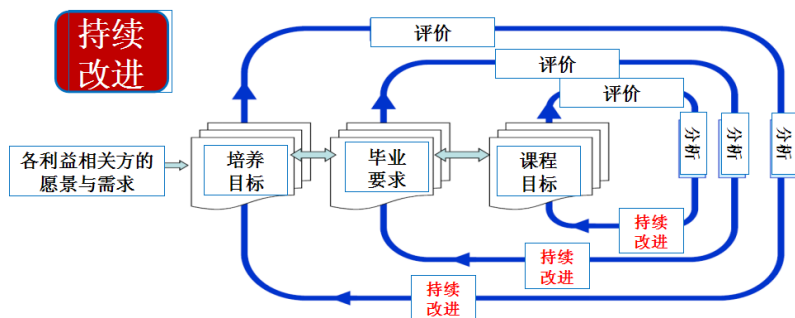 持续
改进
评价
评价
评价
各利益相关方的
愿景与需求
培养
目标
毕业
要求
课程
目标
分析
分析
分析
持续
改进
持续
改进
持续
改进